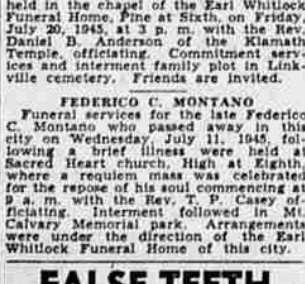 held in the chapel of the Earl Whitlock
Funeral Home, Pine at Sixth, on Friday,
July 20, 1945, at 3 p. m. with the Rev.
Daniel B. Anderson of the Klamath
Temple, officiating. Commitment serv-
ice and interment family plot in Link-
ville cemetery. Friends are invited.
FEDERICO C. MONTANO
Funeral services for the late Federico
C. Montano who passed away in this
city on Wednesday, July 11, 1945, fol-
lowing a brief illness were held at
Sacred Heart church, High at Eighth,
where a requiem mass was celebrated
for the repose of his soul commencing at
9 a. m. with the Rev. T. P. Casey of-
ficiating. Interment followed in Mt.
Calvary Memorial park. Arrangements
were under the direction of the Earl
Whitlock Funeral Home of this city.
FALSE TEETH